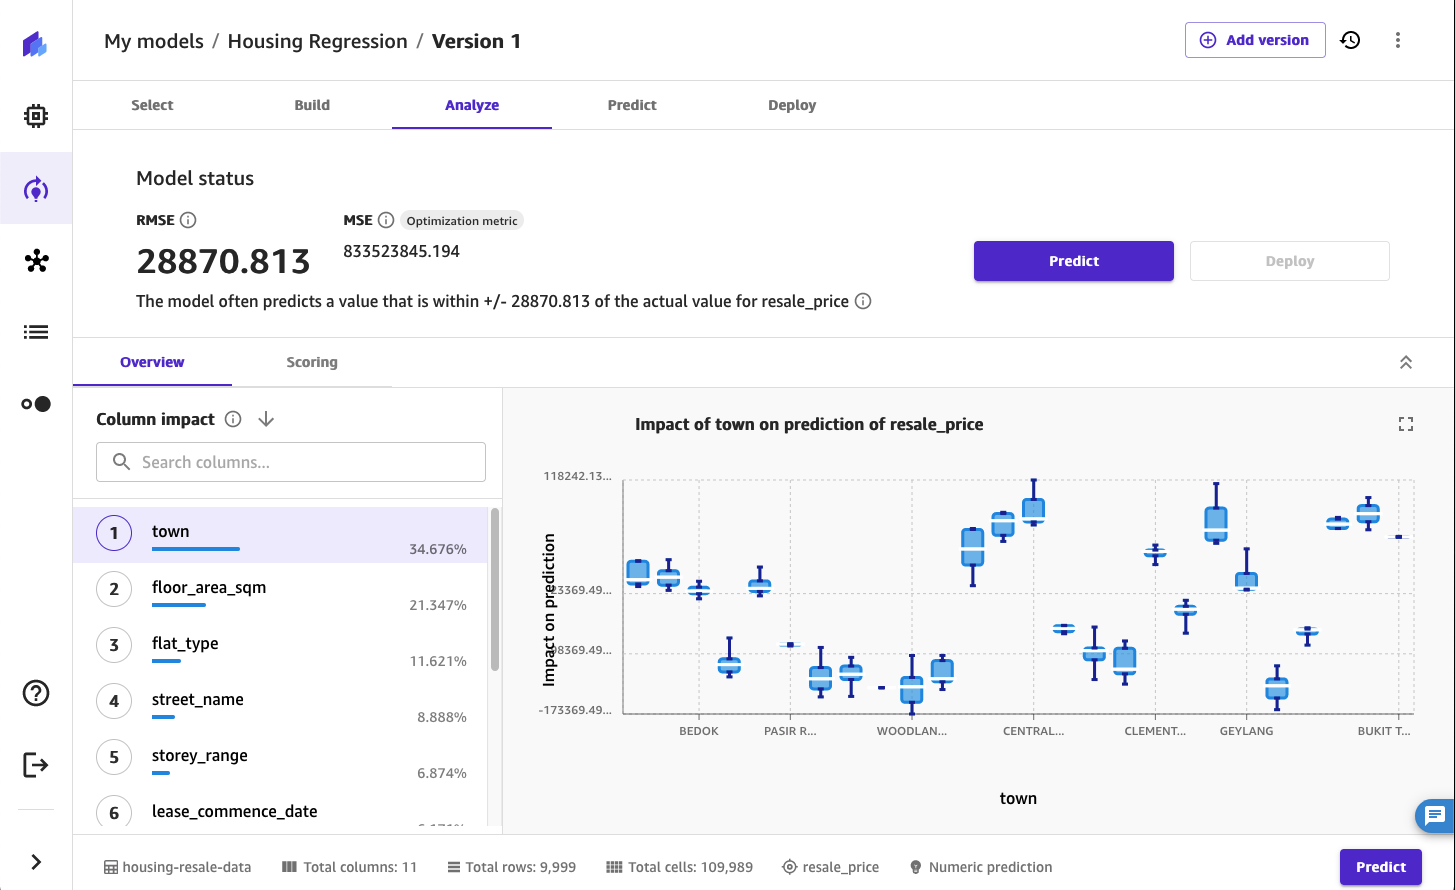 My models / Housing Regression / Version 1
Add version
Select Build Analyze Predict Deploy
Model status
RMSE MSE Optimization metric
28870.813 833523845.194
Predict Deploy
The model often predicts a value that is within +/- 28870.813 of the actual value for resale_price
Overview Scoring
Column impact
Search columns...
1 town 34.676%
2 floor_area_sqm 21.347%
3 flat_type 11.621%
4 street_name 8.888%
5 storey_range 6.874%
6 lease_commence_date
Impact of town on prediction of resale_price
Impact on prediction
118242.13...
23369.49...
08369.49...
-173369.49...
BEDOK PASIR R... WOODLAN... CENTRAL... CLEMENT... GEYLANG BUKIT T...
town
housing-resale-data Total columns: 11 Total rows: 9,999 Total cells: 109,989 resale_price Numeric prediction
Predict